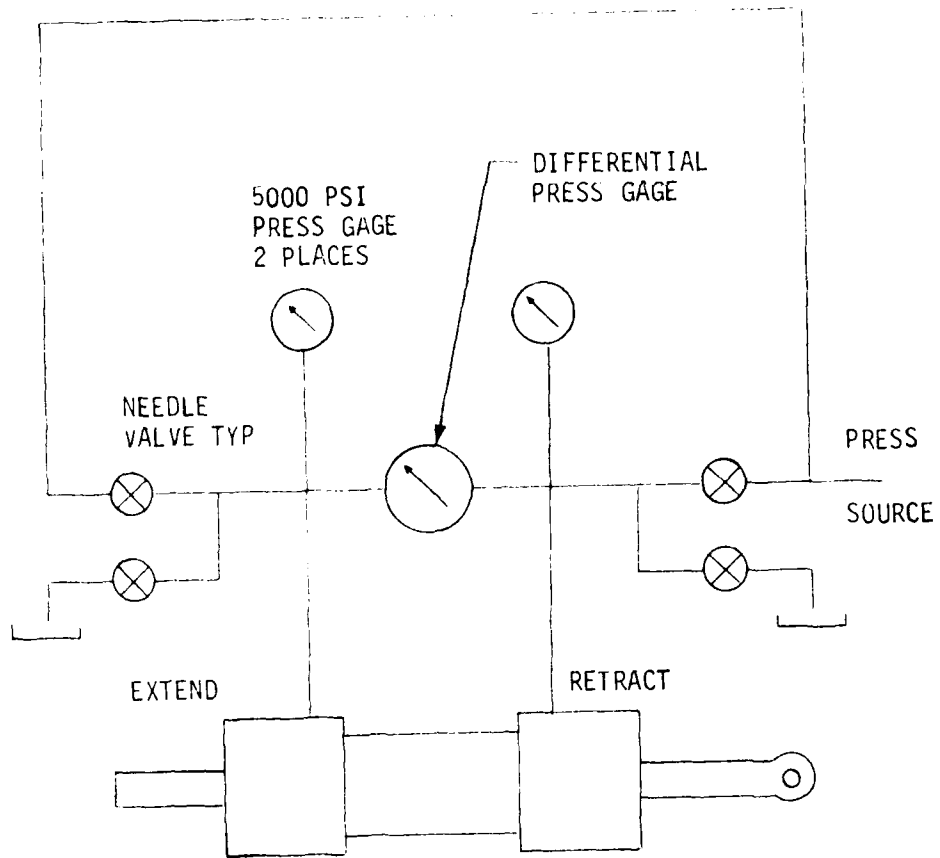 DIFFERENTIAL
PRESS GAGE
5000 PSI
PRESS GAGE
2 PLACES
NEEDLE
VALVE TYP
PRESS
SOURCE
EXTEND
RETRACT